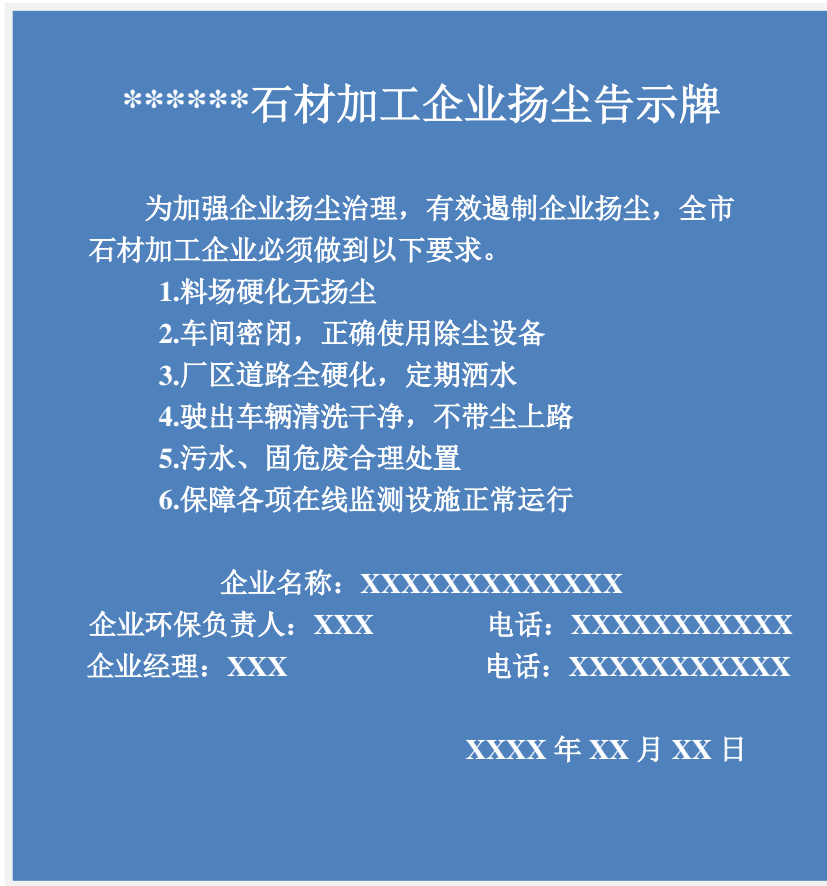 ******石材加工企业扬尘告示牌
为加强企业扬尘治理，有效遏制企业扬尘，全市
石材加工企业必须做到以下要求。
1.料场硬化无扬尘
2.车间密闭，正确使用除尘设备
3.厂区道路全硬化，定期洒水
4.驶出车辆清洗干净，不带尘上路
5.污水、固危废合理处置
6.保障各项在线监测设施正常运行
企业名称：XXXXXXXXXXXXX
企业环保负责人：XXX 电话：XXXXXXXXXXX
企业经理：XXX 电话：XXXXXXXXXXX
XXXX 年 XX 月 XX 日